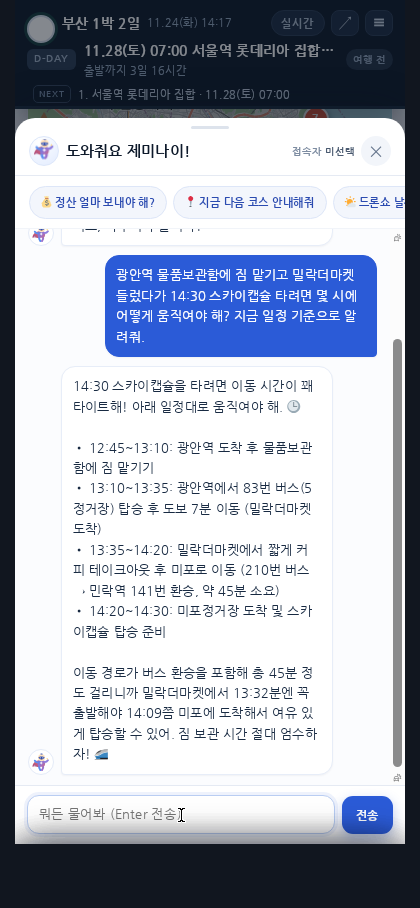 부산 1박 2일 11.24(화) 14:17
실시간
D-DAY
11.28(토) 07:00 서울역 롯데리아 집합…
출발까지 3일 16시간
여행 전
NEXT 1. 서울역 롯데리아 집합 · 11.28(토) 07:00
도와줘요 제미나이!
접속자 미선택
정산 얼마 보내야 해?
지금 다음 코스 안내해줘
드론쇼 날
광안역 물품보관함에 짐 맡기고 밀락더마켓
들렀다가 14:30 스카이캡슐 타려면 몇 시에
어떻게 움직여야 해? 지금 일정 기준으로 알
려줘.
14:30 스카이캡슐을 타려면 이동 시간이 꽤
타이트해! 아래 일정대로 움직여야 해.
• 12:45~13:10: 광안역 도착 후 물품보관
함에 짐 맡기기
• 13:10~13:35: 광안역에서 83번 버스(5
정거장) 탑승 후 도보 7분 이동 (밀락더마켓
도착)
• 13:35~14:20: 밀락더마켓에서 짧게 커
피 테이크아웃 후 미포로 이동 (210번 버스
→ 민락역 141번 환승, 약 45분 소요)
• 14:20~14:30: 미포정거장 도착 및 스카
이캡슐 탑승 준비
이동 경로가 버스 환승을 포함해 총 45분 정
도 걸리니까 밀락더마켓에서 13:32분엔 꼭
출발해야 14:09쯤 미포에 도착해서 여유 있
게 탑승할 수 있어. 짐 보관 시간 절대 엄수하
자!
뭐든 물어봐 (Enter 전송)
전송